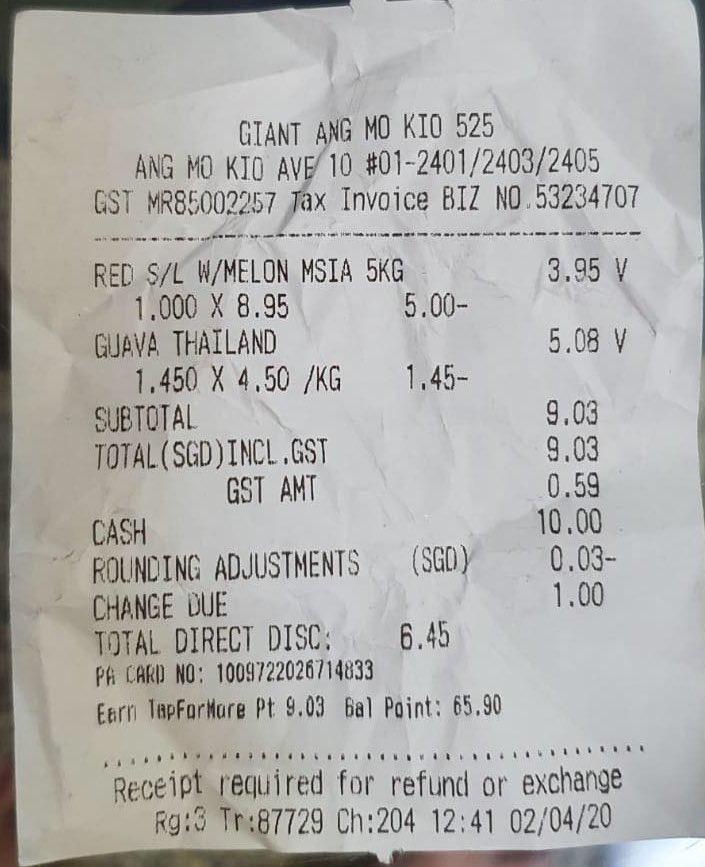 GIANT ANG MO KIO 525
ANG MO KIO AVE 10 #01-2401/2403/2405
GST MR85002257 Tax Invoice BIZ NO.53234707
RED S/L W/MELON MSIA 5KG 3.95 V
1.000 X 8.95 5.00-
GUAVA THAILAND 5.08 V
1.450 X 4.50 /KG 1.45-
SUBTOTAL 9.03
TOTAL(SGD)INCL.GST 9.03
GST AMT 0.59
CASH 10.00
ROUNDING ADJUSTMENTS (SGD) 0.03-
CHANGE DUE 1.00
TOTAL DIRECT DISC: 6.45
PA CARD NO: 1009722026714833
Earn TapForMore Pt 9.03 Bal Point: 65.90
Receipt required for refund or exchange
Rg:3 Tr:87729 Ch:204 12:41 02/04/20